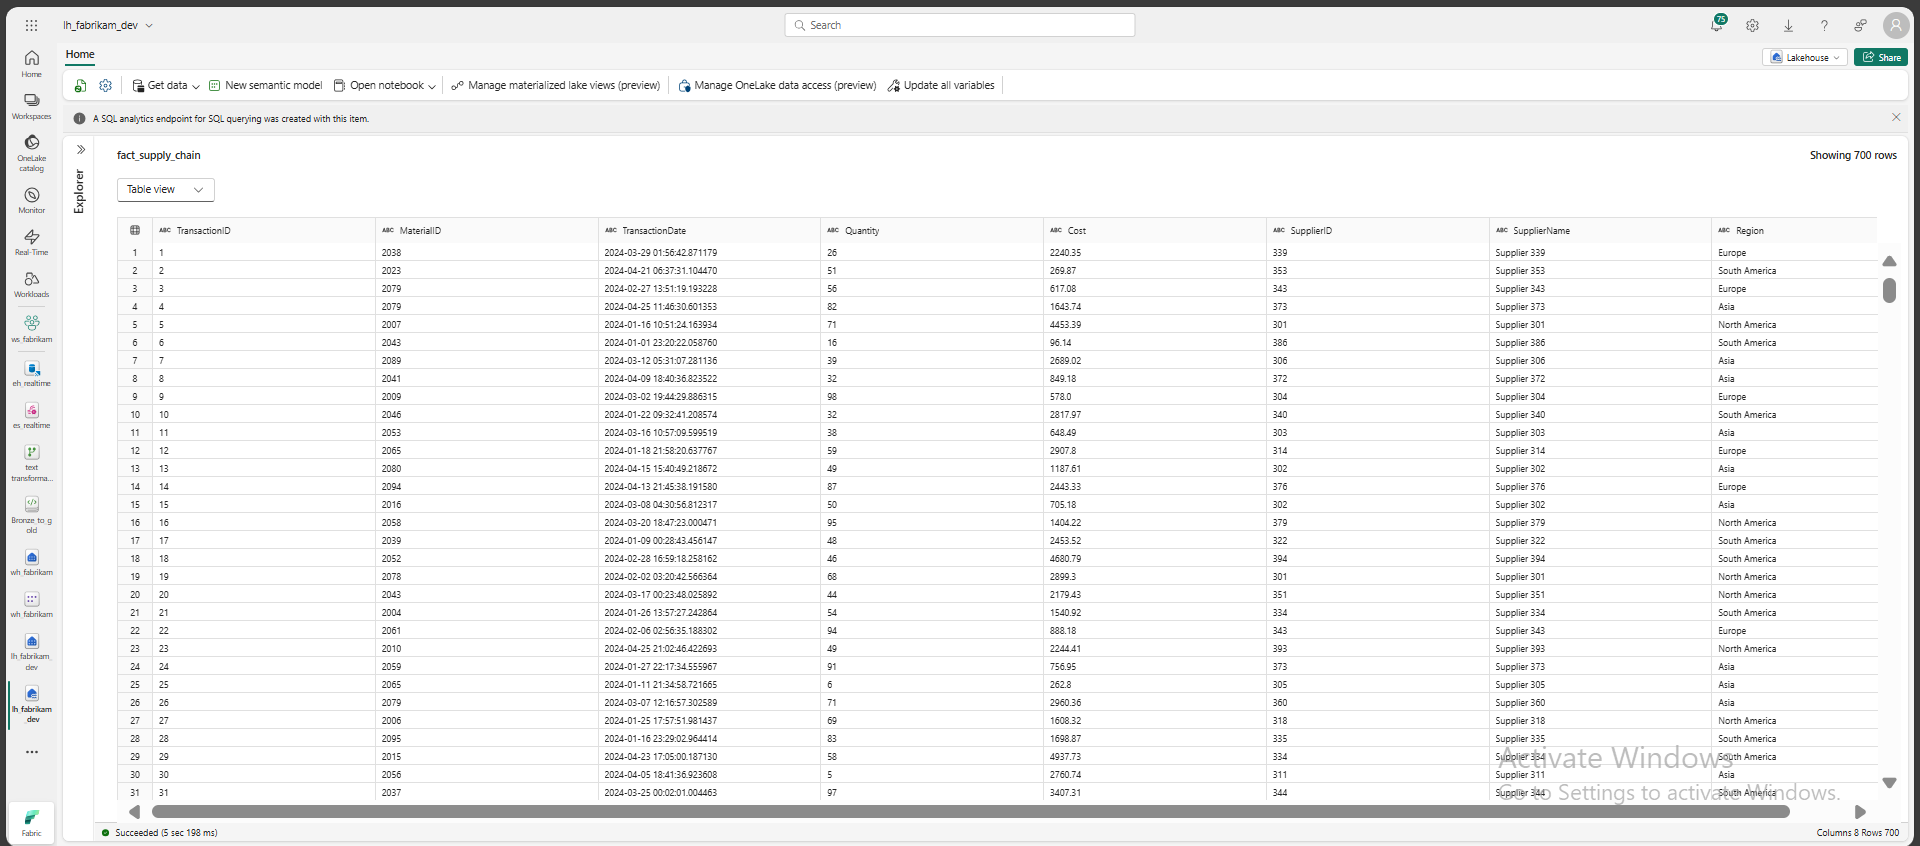 lh_fabrikam_dev
Search
75
Home
Lakehouse
Share
Get data
New semantic model
Open notebook
Manage materialized lake views (preview)
Manage OneLake data access (preview)
Update all variables
A SQL analytics endpoint for SQL querying was created with this item.
Home
Workspaces
OneLake
catalog
Monitor
Real-Time
Workloads
ws_fabrikam
eh_realtime
es_realtime
text
transforma...
Bronze_to_g
old
wh_fabrikam
wh_fabrikam
lh_fabrikam_
dev
lh_fabrikam
_dev
...
Fabric
Explorer
fact_supply_chain
Showing 700 rows
Table view
ABC TransactionID ABC MaterialID ABC TransactionDate ABC Quantity ABC Cost ABC SupplierID ABC SupplierName ABC Region
1 1 2038 2024-03-29 01:56:42.871179 26 2240.35 339 Supplier 339 Europe
2 2 2023 2024-04-21 06:37:31.104470 51 269.87 353 Supplier 353 South America
3 3 2079 2024-02-27 13:51:19.193228 56 617.08 343 Supplier 343 Europe
4 4 2079 2024-04-25 11:46:30.601353 82 1643.74 373 Supplier 373 Asia
5 5 2007 2024-01-16 10:51:24.163934 71 4453.39 301 Supplier 301 North America
6 6 2043 2024-01-01 23:20:22.058760 16 96.14 386 Supplier 386 South America
7 7 2089 2024-03-12 05:31:07.281136 39 2689.02 306 Supplier 306 Asia
8 8 2041 2024-04-09 18:40:36.823522 32 849.18 372 Supplier 372 Asia
9 9 2009 2024-03-02 19:44:29.886315 98 578.0 304 Supplier 304 Europe
10 10 2046 2024-01-22 09:32:41.208574 32 2817.97 340 Supplier 340 South America
11 11 2053 2024-03-16 10:57:09.599519 38 648.49 303 Supplier 303 Asia
12 12 2065 2024-01-18 21:58:20.637767 59 2907.8 314 Supplier 314 Europe
13 13 2080 2024-04-15 15:40:49.218672 49 1187.61 302 Supplier 302 Asia
14 14 2094 2024-04-13 21:45:38.191580 87 2443.33 376 Supplier 376 Europe
15 15 2016 2024-03-08 04:30:56.812317 50 705.18 302 Supplier 302 Asia
16 16 2058 2024-03-20 18:47:23.000471 95 1404.22 379 Supplier 379 North America
17 17 2039 2024-01-09 00:28:43.456147 48 2453.52 322 Supplier 322 South America
18 18 2052 2024-02-28 16:59:18.258162 46 4680.79 394 Supplier 394 South America
19 19 2078 2024-02-02 03:20:42.566364 68 2899.3 301 Supplier 301 North America
20 20 2043 2024-03-17 00:23:48.025892 44 2179.43 351 Supplier 351 North America
21 21 2004 2024-01-26 13:57:27.242864 54 1540.92 334 Supplier 334 South America
22 22 2061 2024-02-06 02:56:35.188302 94 888.18 343 Supplier 343 Europe
23 23 2010 2024-04-25 21:02:46.422693 49 2244.41 393 Supplier 393 North America
24 24 2059 2024-01-27 22:17:34.555967 91 756.95 373 Supplier 373 Asia
25 25 2065 2024-01-11 21:34:58.721665 6 262.8 305 Supplier 305 Asia
26 26 2079 2024-03-07 12:16:57.302589 71 2960.36 360 Supplier 360 Asia
27 27 2006 2024-01-25 17:57:51.981437 69 1608.32 318 Supplier 318 North America
28 28 2095 2024-01-16 23:29:02.964414 83 1698.87 335 Supplier 335 South America
29 29 2015 2024-04-23 17:05:00.187130 58 4937.73 334 Supplier 334 South America
30 30 2056 2024-04-05 18:41:36.923608 5 2760.74 311 Supplier 311 Asia
31 31 2037 2024-03-25 00:02:01.004463 97 3407.31 344 Supplier 344 South America
Activate Windows
Go to Settings to activate Windows.
Succeeded (5 sec 198 ms)
Columns 8 Rows 700